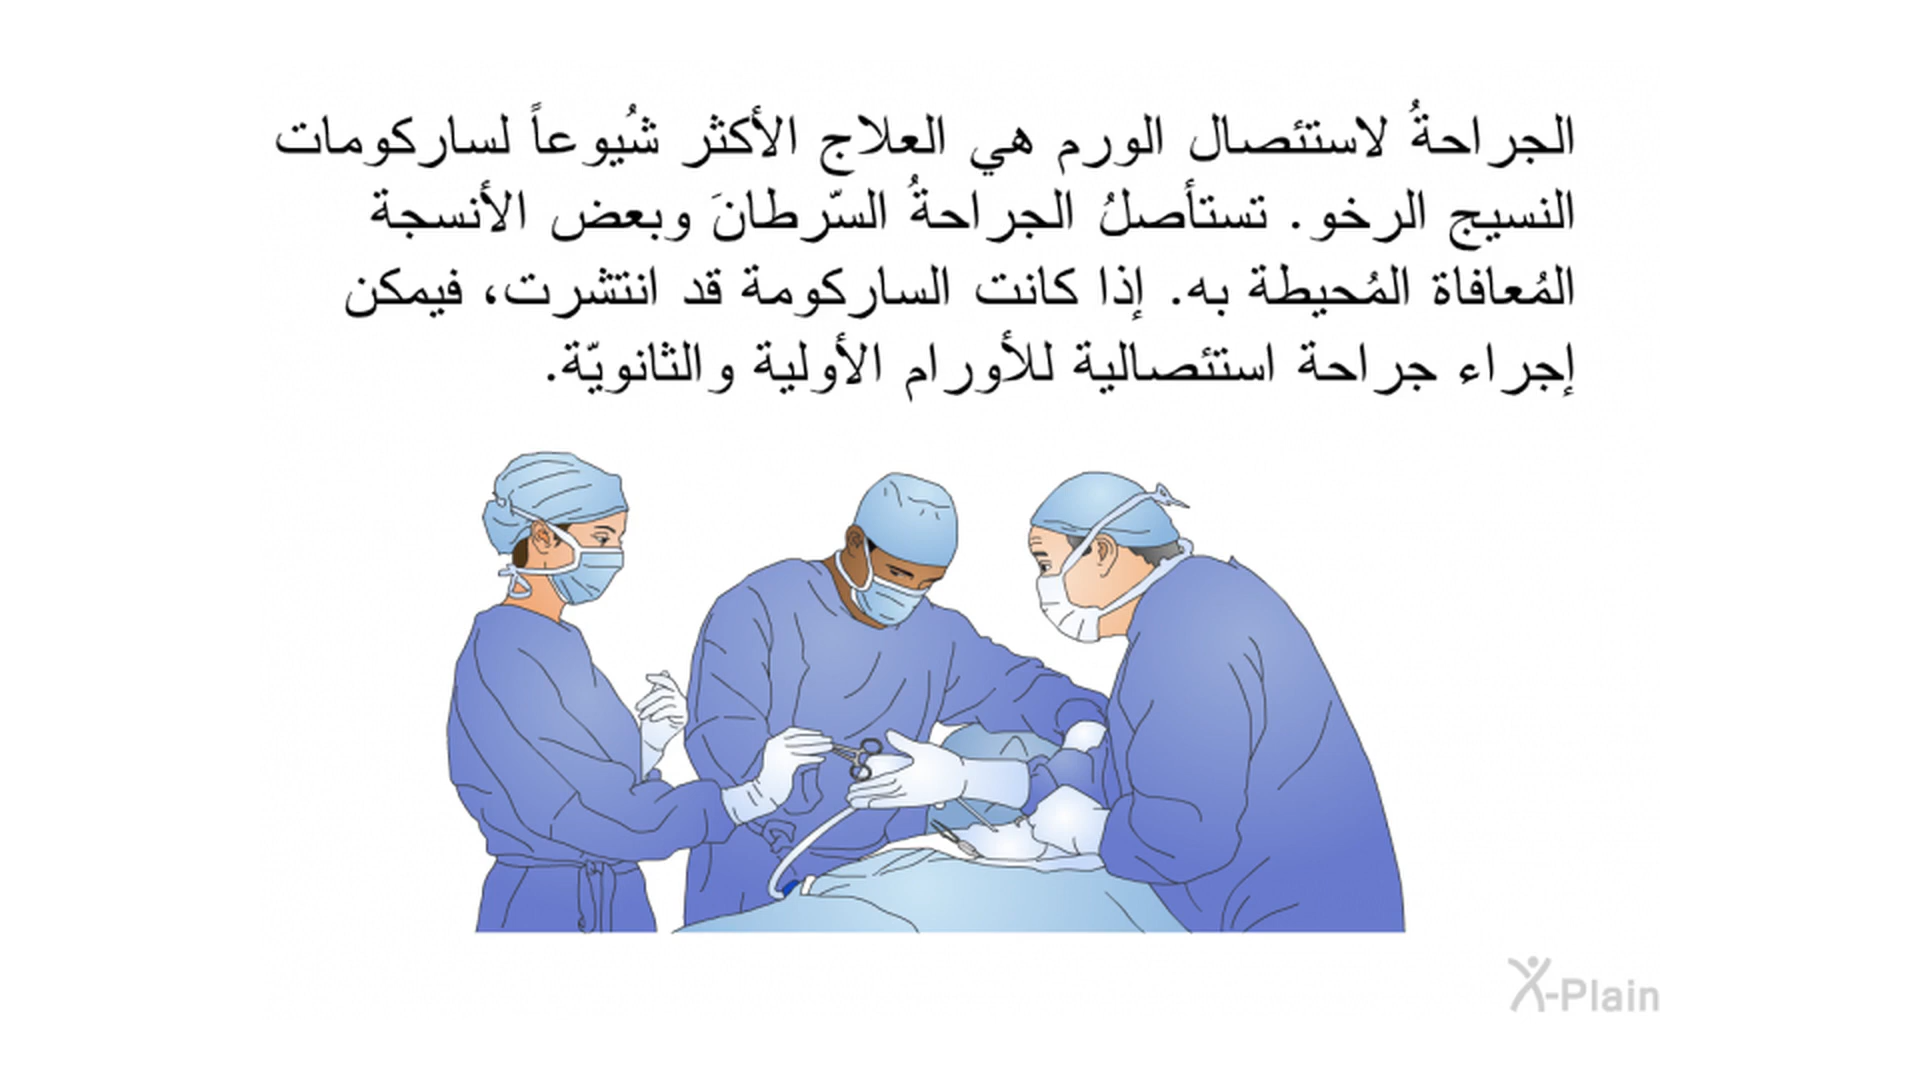 الجراحةُ لاستئصال الورم هي العلاج الأكثر شُيوعاً لساركومات
النسيج الرخو. تستأصلُ الجراحةُ السّرطانَ وبعض الأنسجة
المُعافاة المُحيطة به. إذا كانت الساركومة قد انتشرت، فيمكن
إجراء جراحة استئصالية للأورام الأولية والثانويّة.
X-Plain